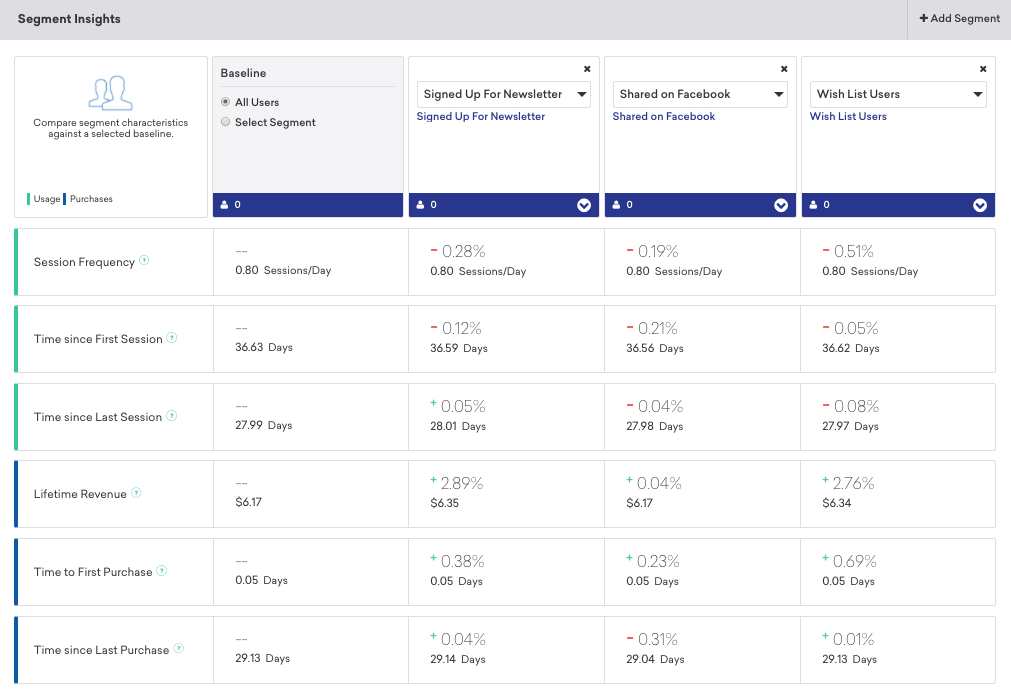 Segment Insights
+ Add Segment
Compare segment characteristics
against a selected baseline.
Usage Purchases
Baseline
All Users
Select Segment
0
Signed Up For Newsletter
Signed Up For Newsletter
0
Shared on Facebook
Shared on Facebook
0
Wish List Users
Wish List Users
0
Session Frequency ?
--
0.80 Sessions/Day
- 0.28%
0.80 Sessions/Day
- 0.19%
0.80 Sessions/Day
- 0.51%
0.80 Sessions/Day
Time since First Session ?
--
36.63 Days
- 0.12%
36.59 Days
- 0.21%
36.56 Days
- 0.05%
36.62 Days
Time since Last Session ?
--
27.99 Days
+ 0.05%
28.01 Days
- 0.04%
27.98 Days
- 0.08%
27.97 Days
Lifetime Revenue ?
--
$6.17
+ 2.89%
$6.35
+ 0.04%
$6.17
+ 2.76%
$6.34
Time to First Purchase ?
--
0.05 Days
+ 0.38%
0.05 Days
+ 0.23%
0.05 Days
+ 0.69%
0.05 Days
Time since Last Purchase ?
--
29.13 Days
+ 0.04%
29.14 Days
- 0.31%
29.04 Days
+ 0.01%
29.13 Days